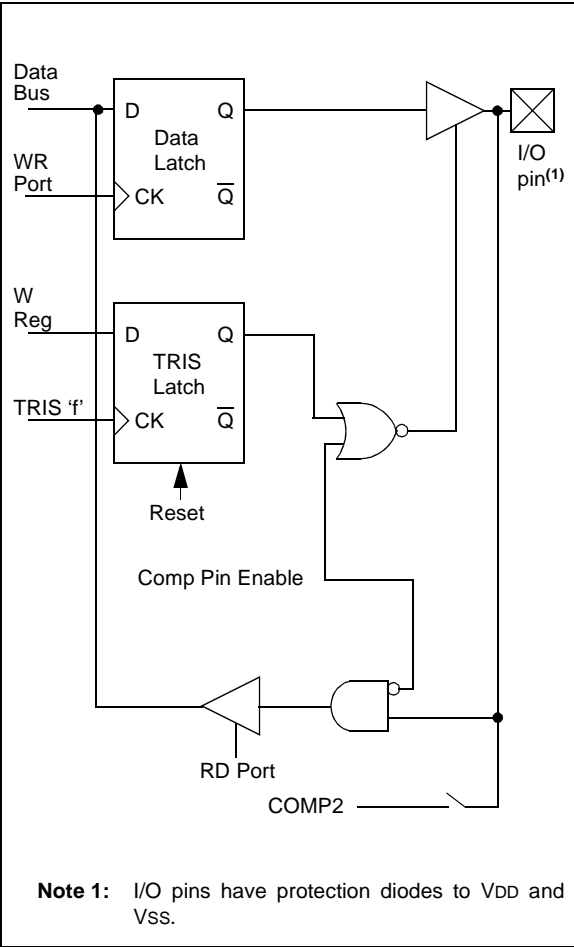 Data
Bus
D
Q
Data
Latch
WR
Port
CK
Q̅
I/O
pin(1)
W
Reg
D
Q
TRIS
Latch
TRIS ‘f’
CK
Q̅
Reset
Comp Pin Enable
RD Port
COMP2
Note 1: I/O pins have protection diodes to VDD and
VSS.